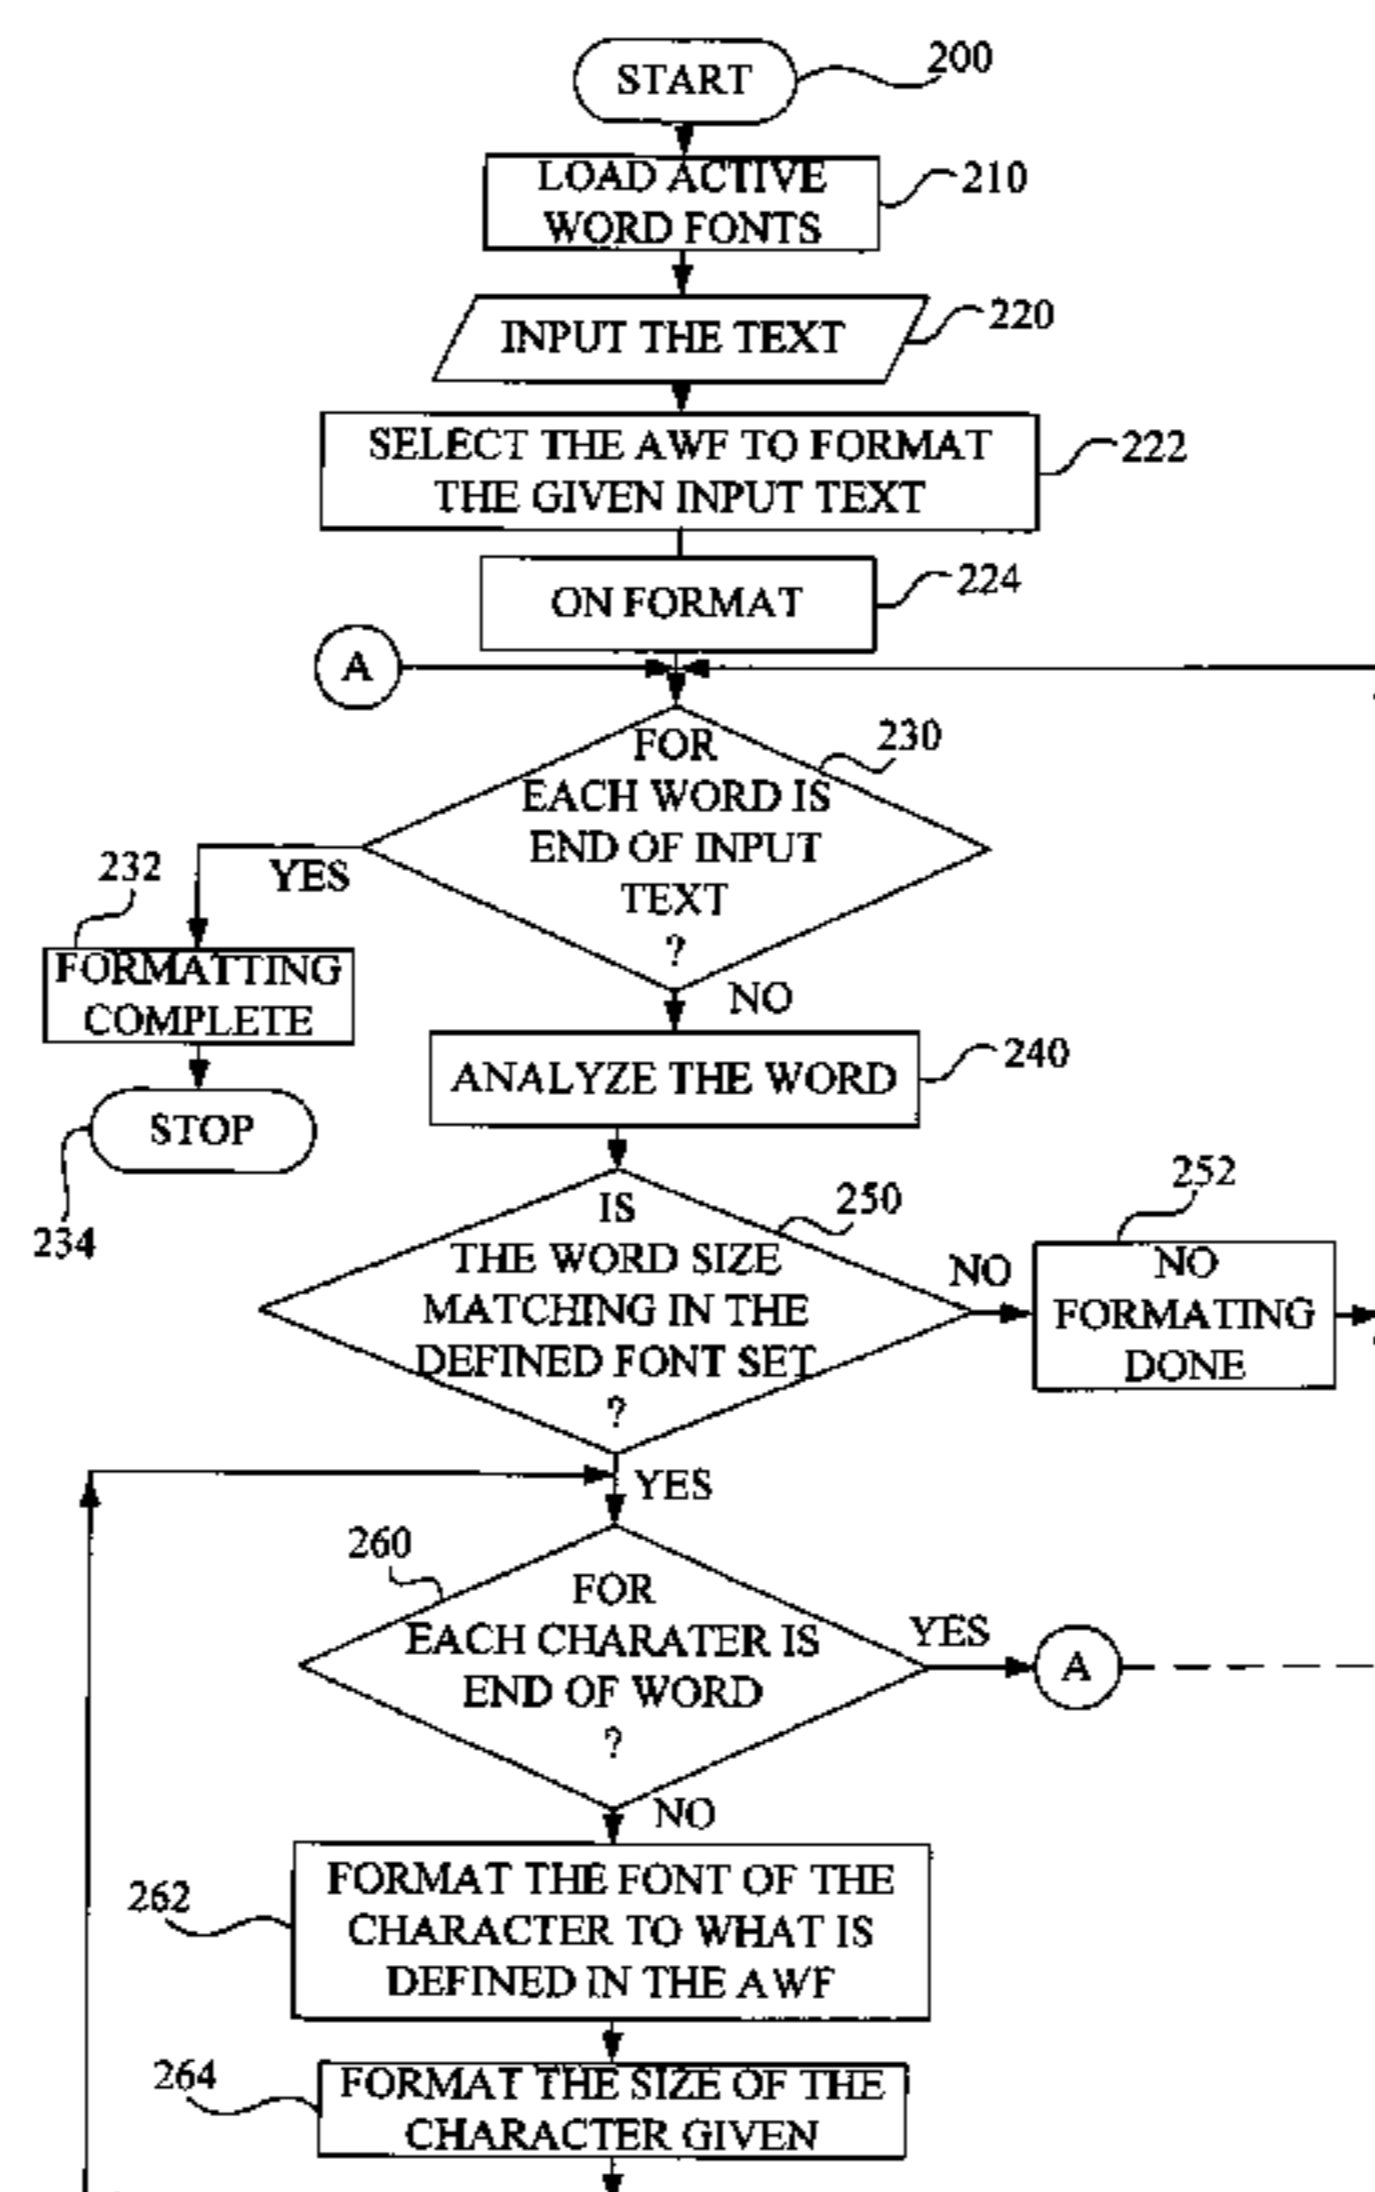 START
200
LOAD ACTIVE
WORD FONTS
210
INPUT THE TEXT
220
SELECT THE AWF TO FORMAT
THE GIVEN INPUT TEXT
222
ON FORMAT
224
A
FOR
EACH WORD IS
END OF INPUT
TEXT
?
230
YES
232
FORMATTING
COMPLETE
STOP
234
NO
ANALYZE THE WORD
240
IS
THE WORD SIZE
MATCHING IN THE
DEFINED FONT SET
?
250
NO
252
NO
FORMATING
DONE
YES
260
FOR
EACH CHARATER IS
END OF WORD
?
YES
A
NO
262
FORMAT THE FONT OF THE
CHARACTER TO WHAT IS
DEFINED IN THE AWF
264
FORMAT THE SIZE OF THE
CHARACTER GIVEN